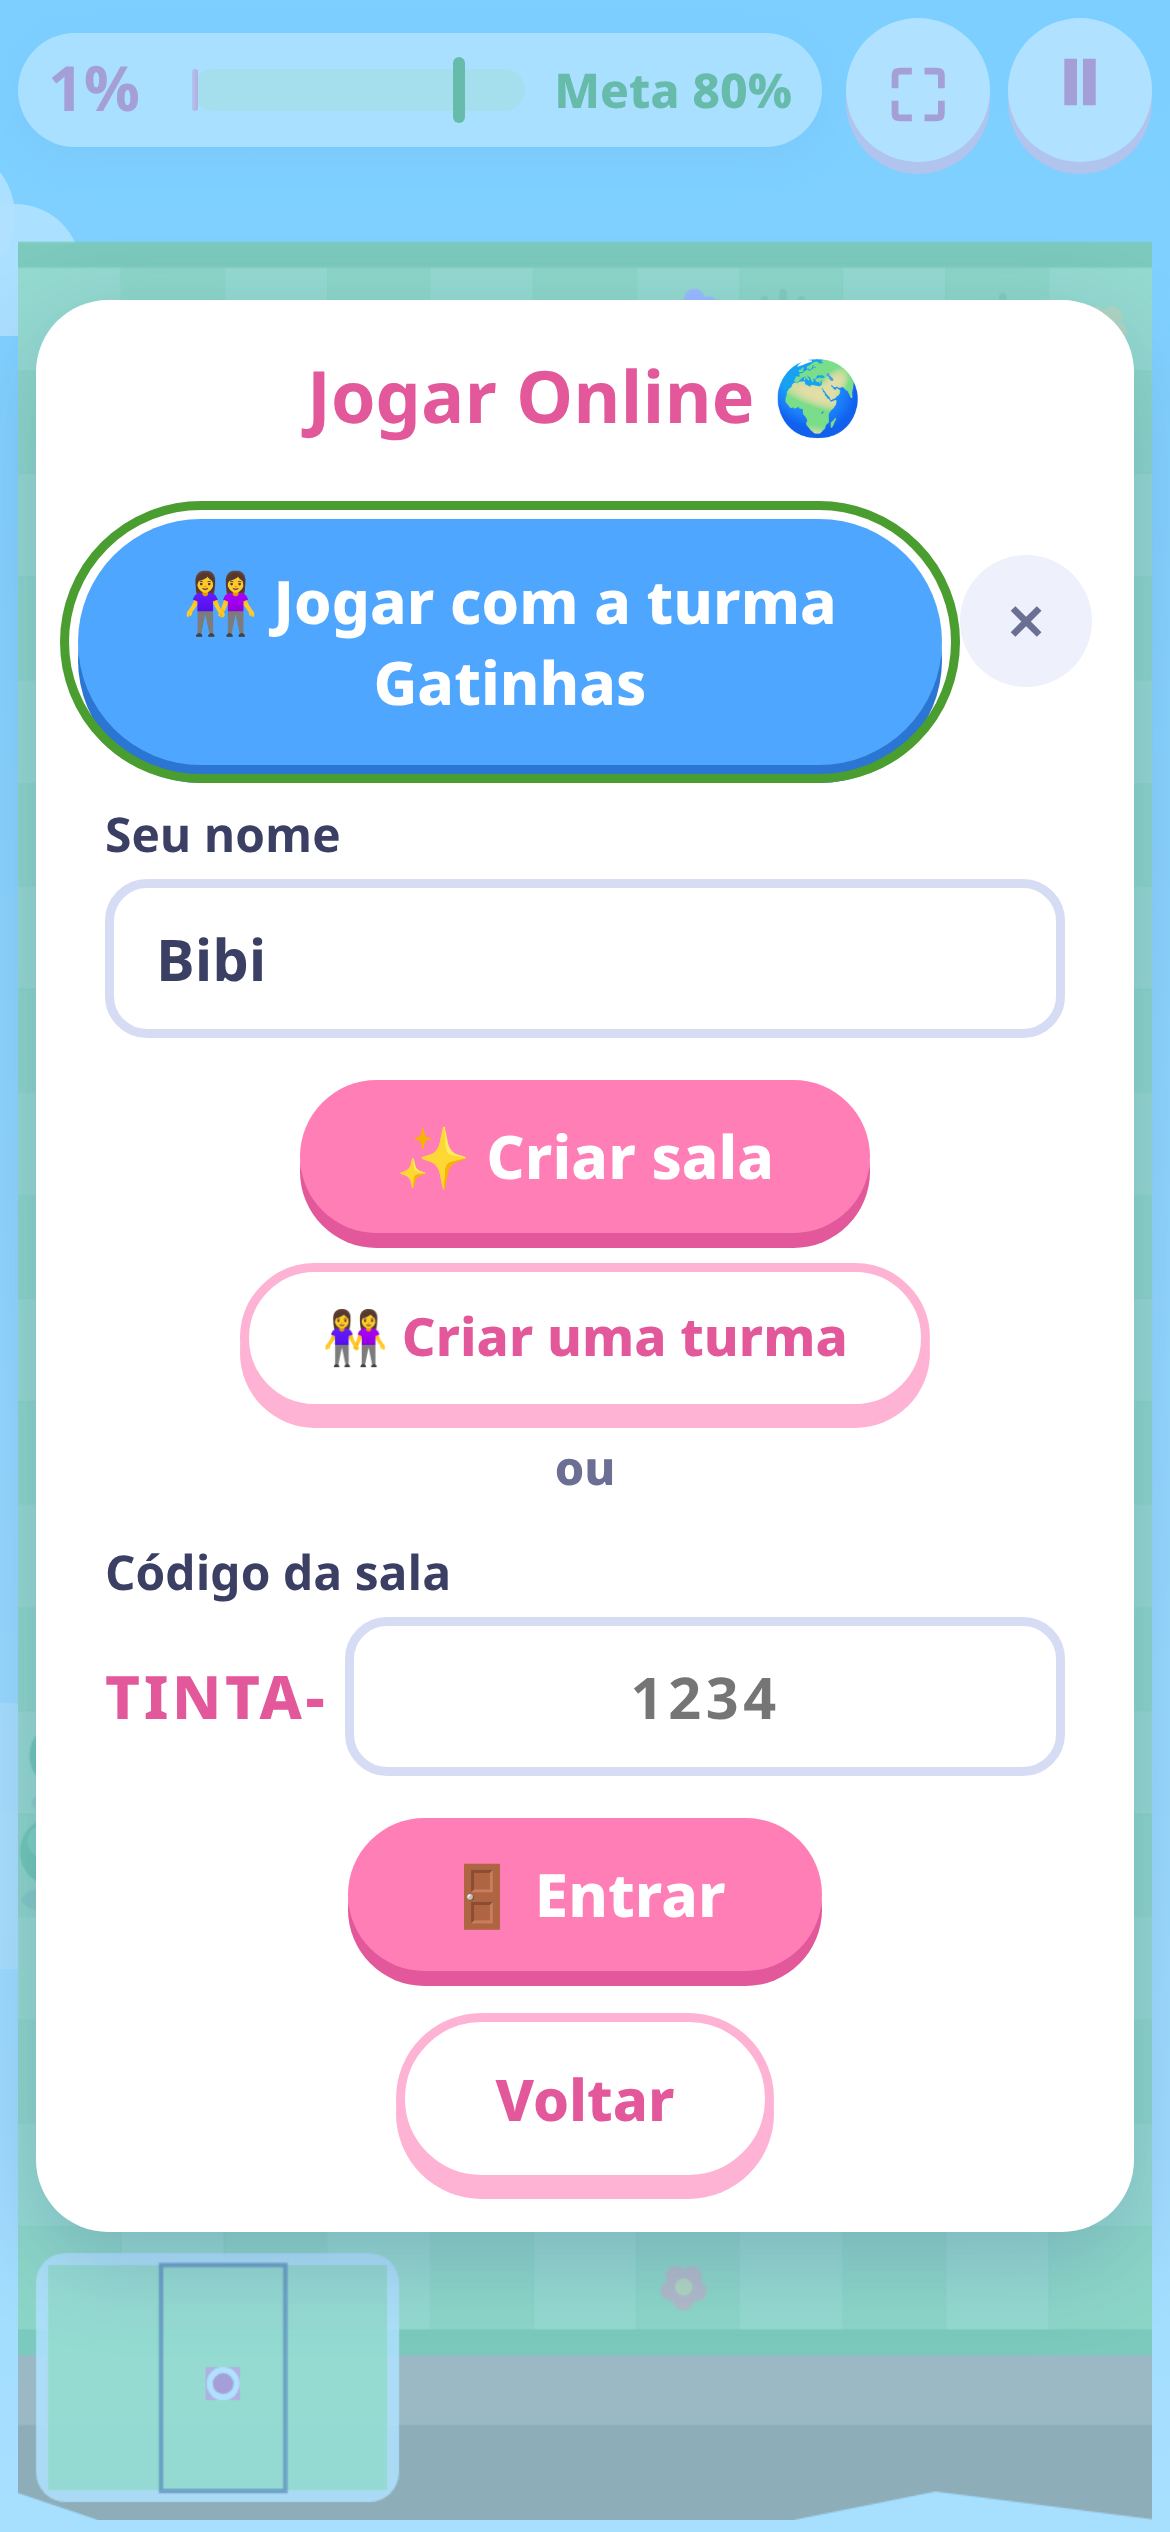 1%
Meta 80%
Jogar Online
Jogar com a turma
Gatinhas
×
Seu nome
Bibi
Criar sala
Criar uma turma
ou
Código da sala
TINTA-
1234
Entrar
Voltar